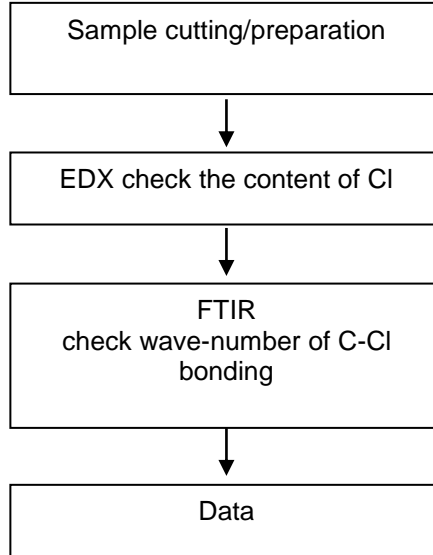 Sample cutting/preparation
EDX check the content of Cl
FTIR
check wave-number of C-Cl
bonding
Data